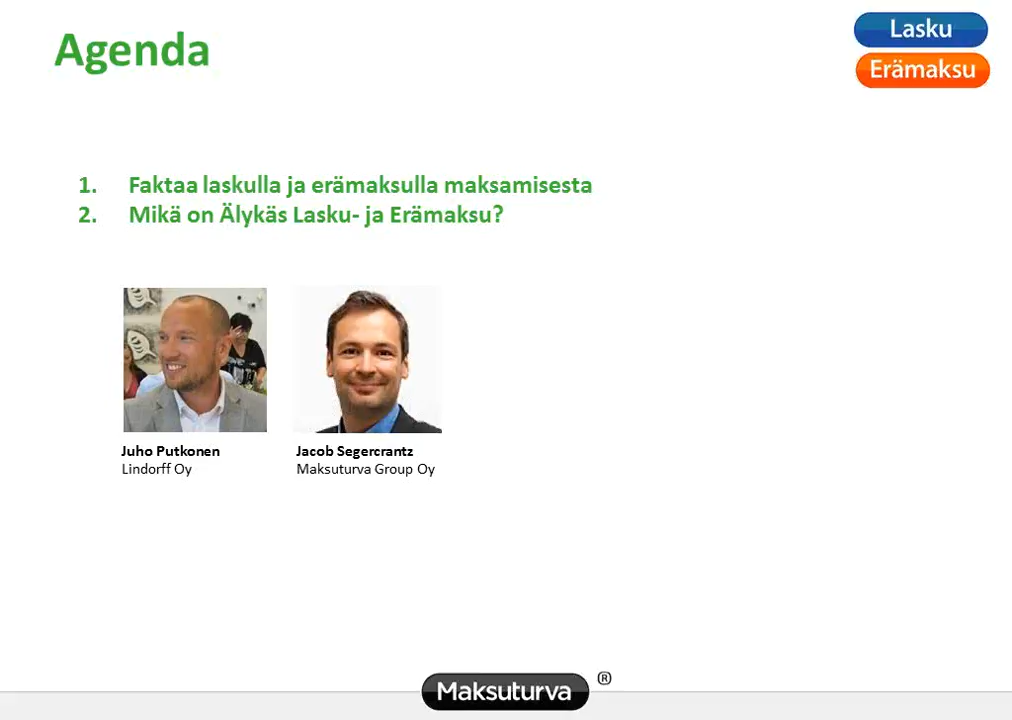 Agenda
Lasku
Erämaksu
1. Faktaa laskulla ja erämaksulla maksamisesta
2. Mikä on Älykäs Lasku- ja Erämaksu?
Juho Putkonen
Lindorff Oy
Jacob Segercrantz
Maksuturva Group Oy
Maksuturva ®